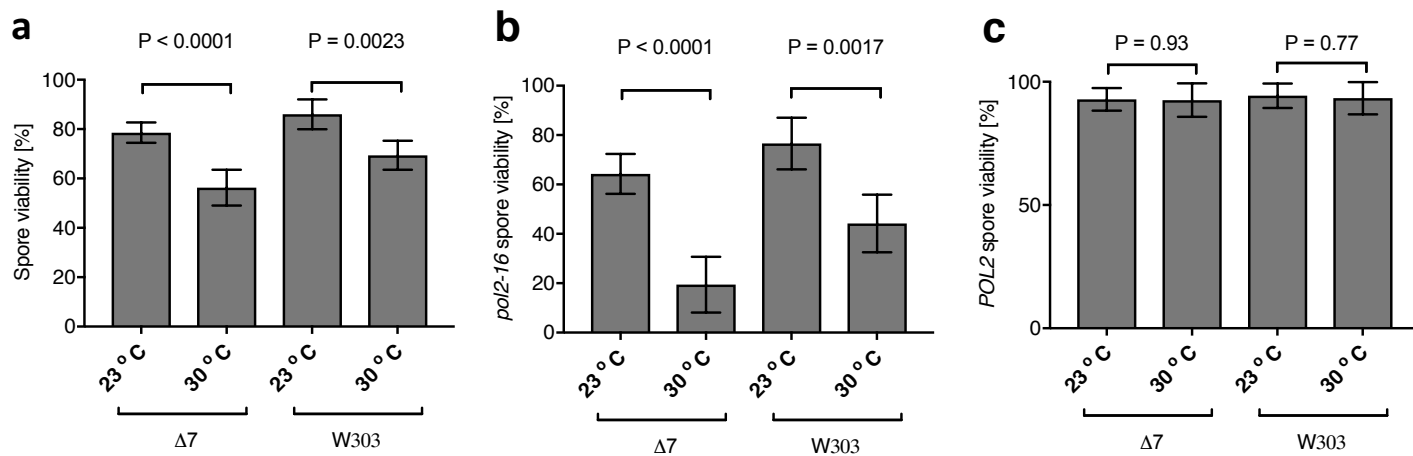 a
P < 0.0001
P = 0.0023
Spore viability [%]
100
80
60
40
20
0
23 º C
30 º C
23 º C
30 º C
Δ7
W303
b
P < 0.0001
P = 0.0017
pol2-16 spore viability [%]
100
80
60
40
20
0
23 º C
30 º C
23 º C
30 º C
Δ7
W303
c
P = 0.93
P = 0.77
POL2 spore viability [%]
100
50
0
23 º C
30 º C
23 º C
30 º C
Δ7
W303